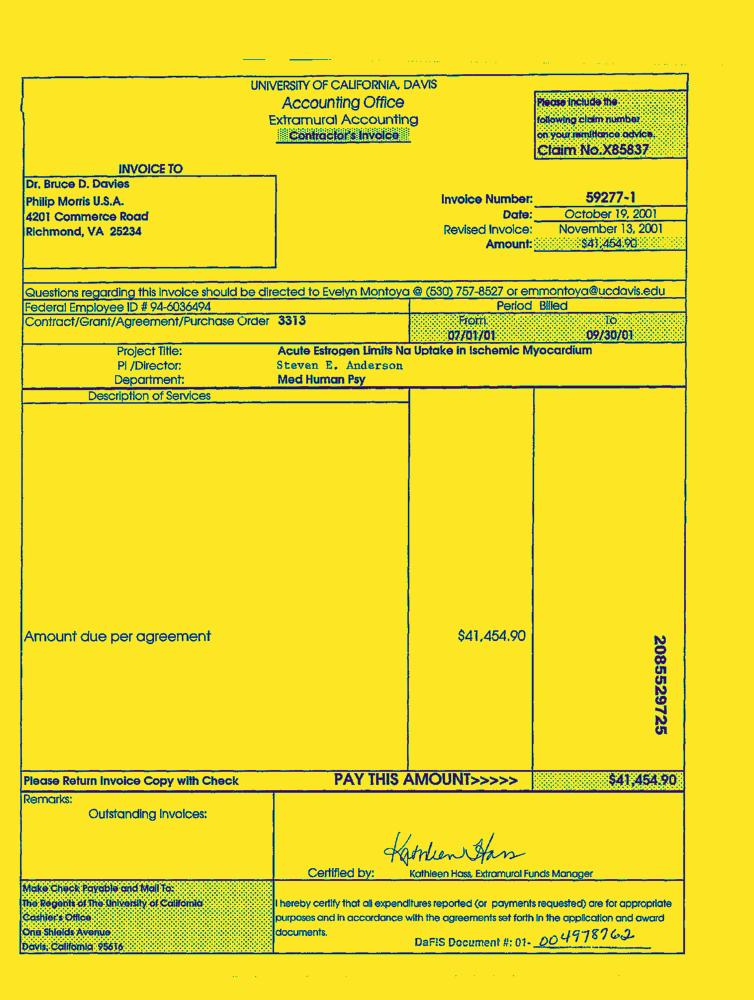 UNIVERSITY OF CALIFORNIA, DAVIS
Accounting Office
Extramural Accounting
Contractor's Invoice
Please include the
following claim number
on your remittance advice.
Claim No.X85837
INVOICE TO
Dr. Bruce D. Davies
Philip Morris U.S.A.
4201 Commerce Road
Richmond, VA 25234
Invoice Number: 59277-1
Date: October 19, 2001
Revised Invoice: November 13, 2001
Amount: $41,454.90
Questions regarding this invoice should be directed to Evelyn Montoya @ (530) 757-8527 or emmontoya@ucdavis.edu
Federal Employee ID # 94-6036494
Period Billed
Contract/Grant/Agreement/Purchase Order 3313
From To
07/01/01 09/30/01
Project Title: Acute Estrogen Limits Na Uptake in Ischemic Myocardium
PI /Director: Steven E. Anderson
Department: Med Human Psy
Description of Services
Amount due per agreement $41,454.90
2085529725
Please Return Invoice Copy with Check PAY THIS AMOUNT>>>>> $41,454.90
Remarks:
Outstanding Invoices:
Kathleen Hass
Certified by: Kathleen Hass, Extramural Funds Manager
Make Check Payable and Mail To:
The Regents of The University of California
Cashier's Office
One Shields Avenue
Davis, California 95616
I hereby certify that all expenditures reported (or payments requested) are for appropriate
purposes and in accordance with the agreements set forth in the application and award
documents.
DaFIS Document #: 01- 004978762